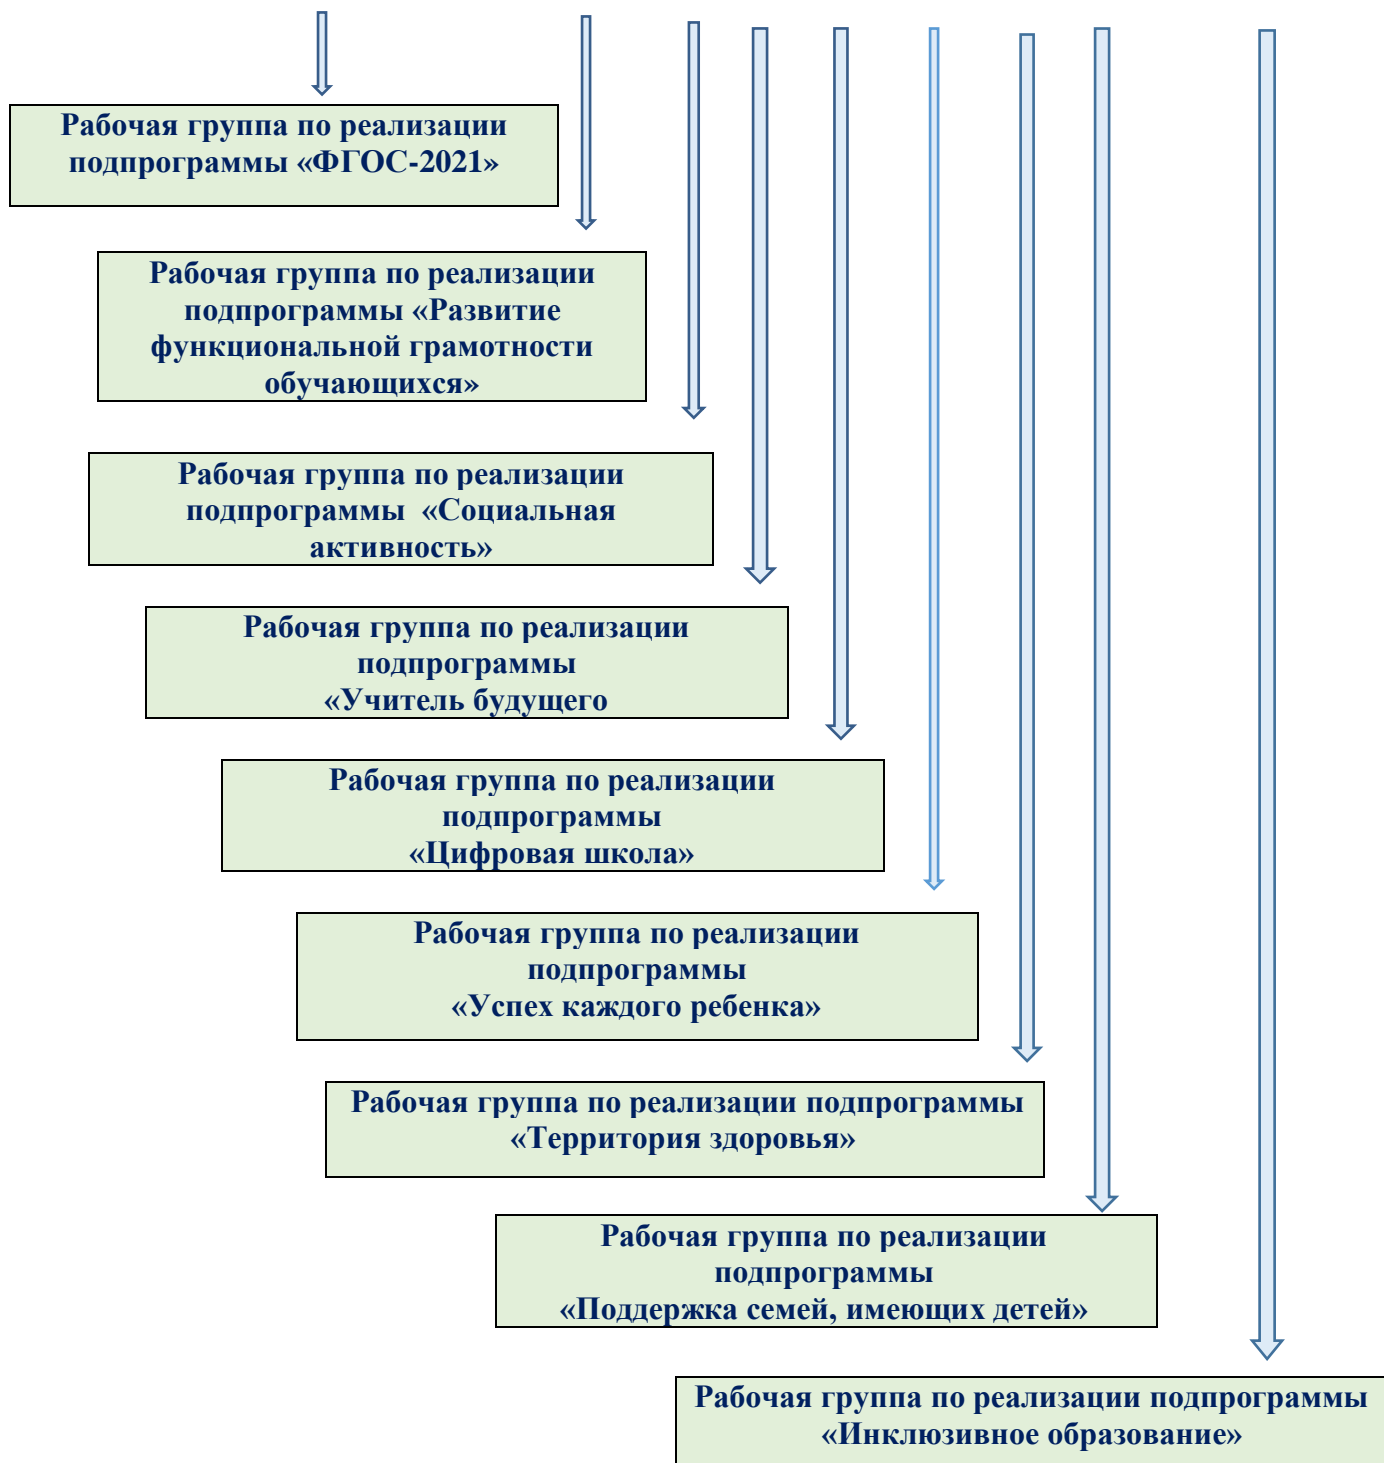 Рабочая группа по реализации
подпрограммы «ФГОС-2021»
Рабочая группа по реализации
подпрограммы «Развитие
функциональной грамотности
обучающихся»
Рабочая группа по реализации
подпрограммы «Социальная
активность»
Рабочая группа по реализации
подпрограммы
«Учитель будущего
Рабочая группа по реализации
подпрограммы
«Цифровая школа»
Рабочая группа по реализации
подпрограммы
«Успех каждого ребенка»
Рабочая группа по реализации подпрограммы
«Территория здоровья»
Рабочая группа по реализации
подпрограммы
«Поддержка семей, имеющих детей»
Рабочая группа по реализации подпрограммы
«Инклюзивное образование»